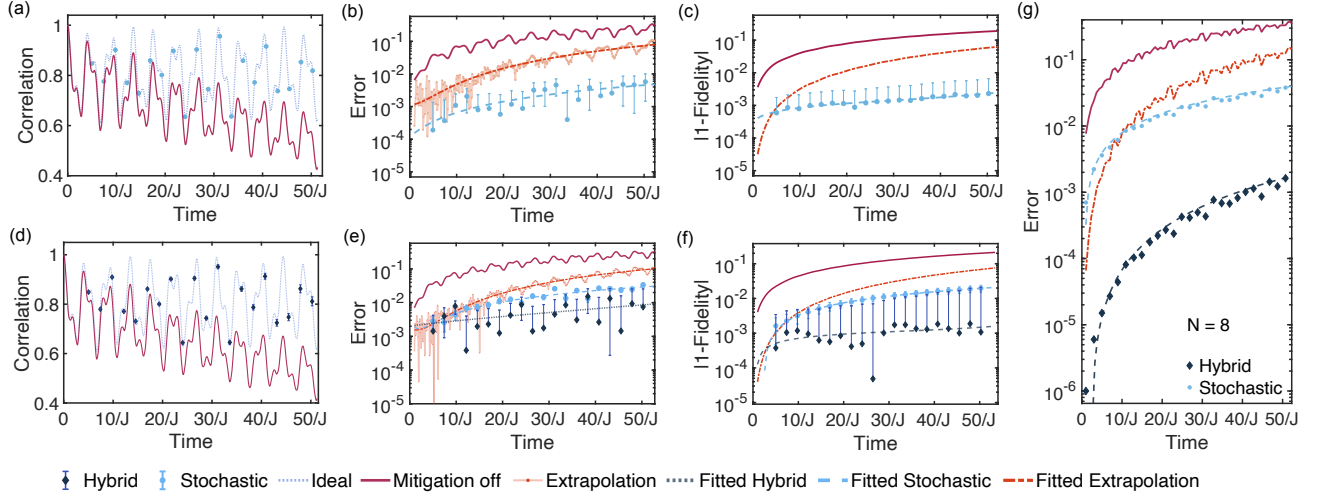 (a)
Correlation
1
0.8
0.6
0.4
0
10/J
20/J
30/J
40/J
50/J
Time
(b)
Error
10⁻¹
10⁻²
10⁻³
10⁻⁴
10⁻⁵
0
10/J
20/J
30/J
40/J
50/J
Time
(c)
|1-Fidelity|
10⁻¹
10⁻²
10⁻³
10⁻⁴
10⁻⁵
0
10/J
20/J
30/J
40/J
50/J
Time
(d)
Correlation
1
0.8
0.6
0.4
0
10/J
20/J
30/J
40/J
50/J
Time
(e)
Error
10⁻¹
10⁻²
10⁻³
10⁻⁴
10⁻⁵
0
10/J
20/J
30/J
40/J
50/J
Time
(f)
|1-Fidelity|
10⁻¹
10⁻²
10⁻³
10⁻⁴
10⁻⁵
0
10/J
20/J
30/J
40/J
50/J
Time
(g)
Error
10⁻¹
10⁻²
10⁻³
10⁻⁴
10⁻⁵
10⁻⁶
N = 8
Hybrid
Stochastic
10/J
20/J
30/J
40/J
50/J
Time
Hybrid Stochastic Ideal Mitigation off Extrapolation Fitted Hybrid Fitted Stochastic Fitted Extrapolation